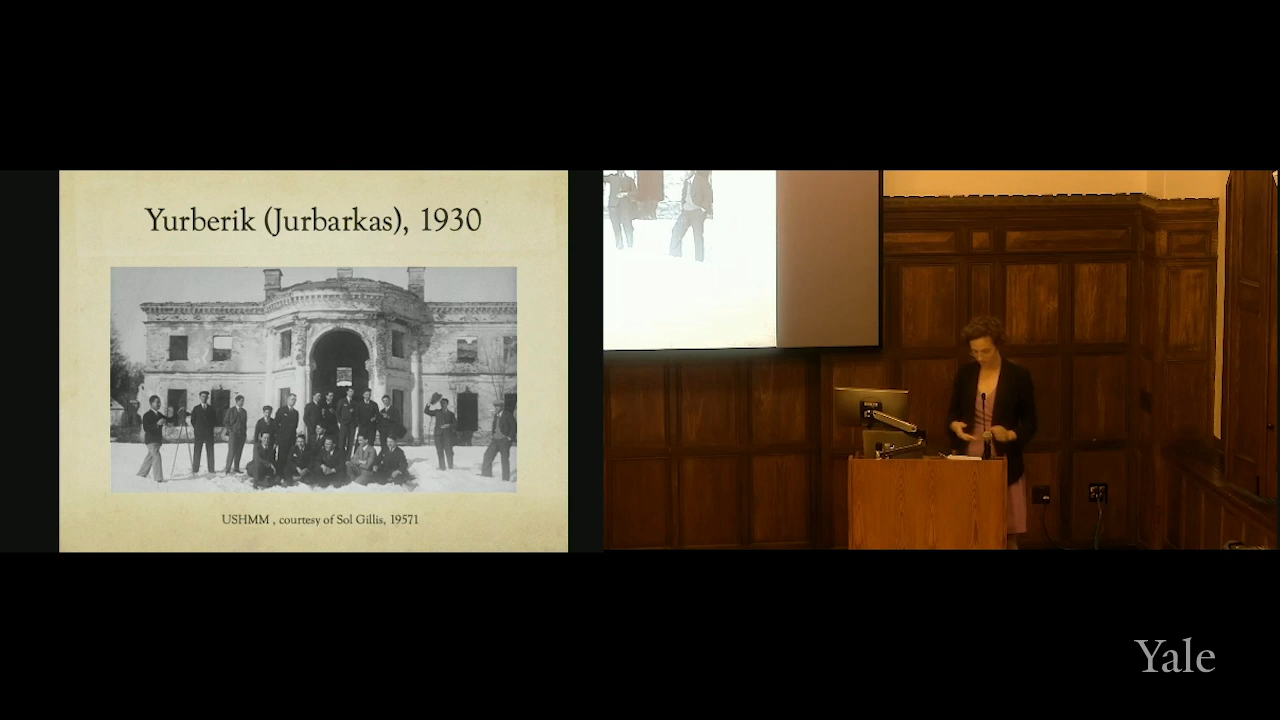 Yurberik (Jurbarkas), 1930
USHMM , courtesy of Sol Gillis, 19571
Yale